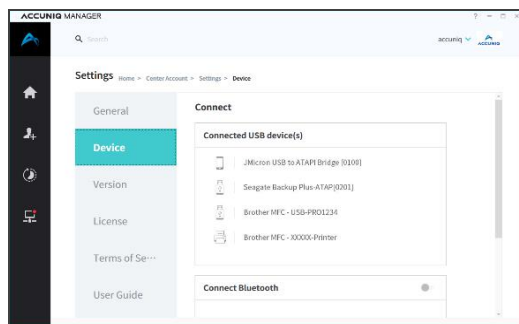 ACCUNIQ MANAGER
Search
accuniq
ACCUNIQ
Settings Home > Center Account > Settings > Device
General
Connect
Connected USB device(s)
Device
JMicron USB to ATAPI Bridge [0100]
Version
Seagate Backup Plus-ATAP[0201]
Brother MFC - USB-PRO1234
License
Brother MFC - XXXXX-Printer
Terms of Se···
Connect Bluetooth
User Guide